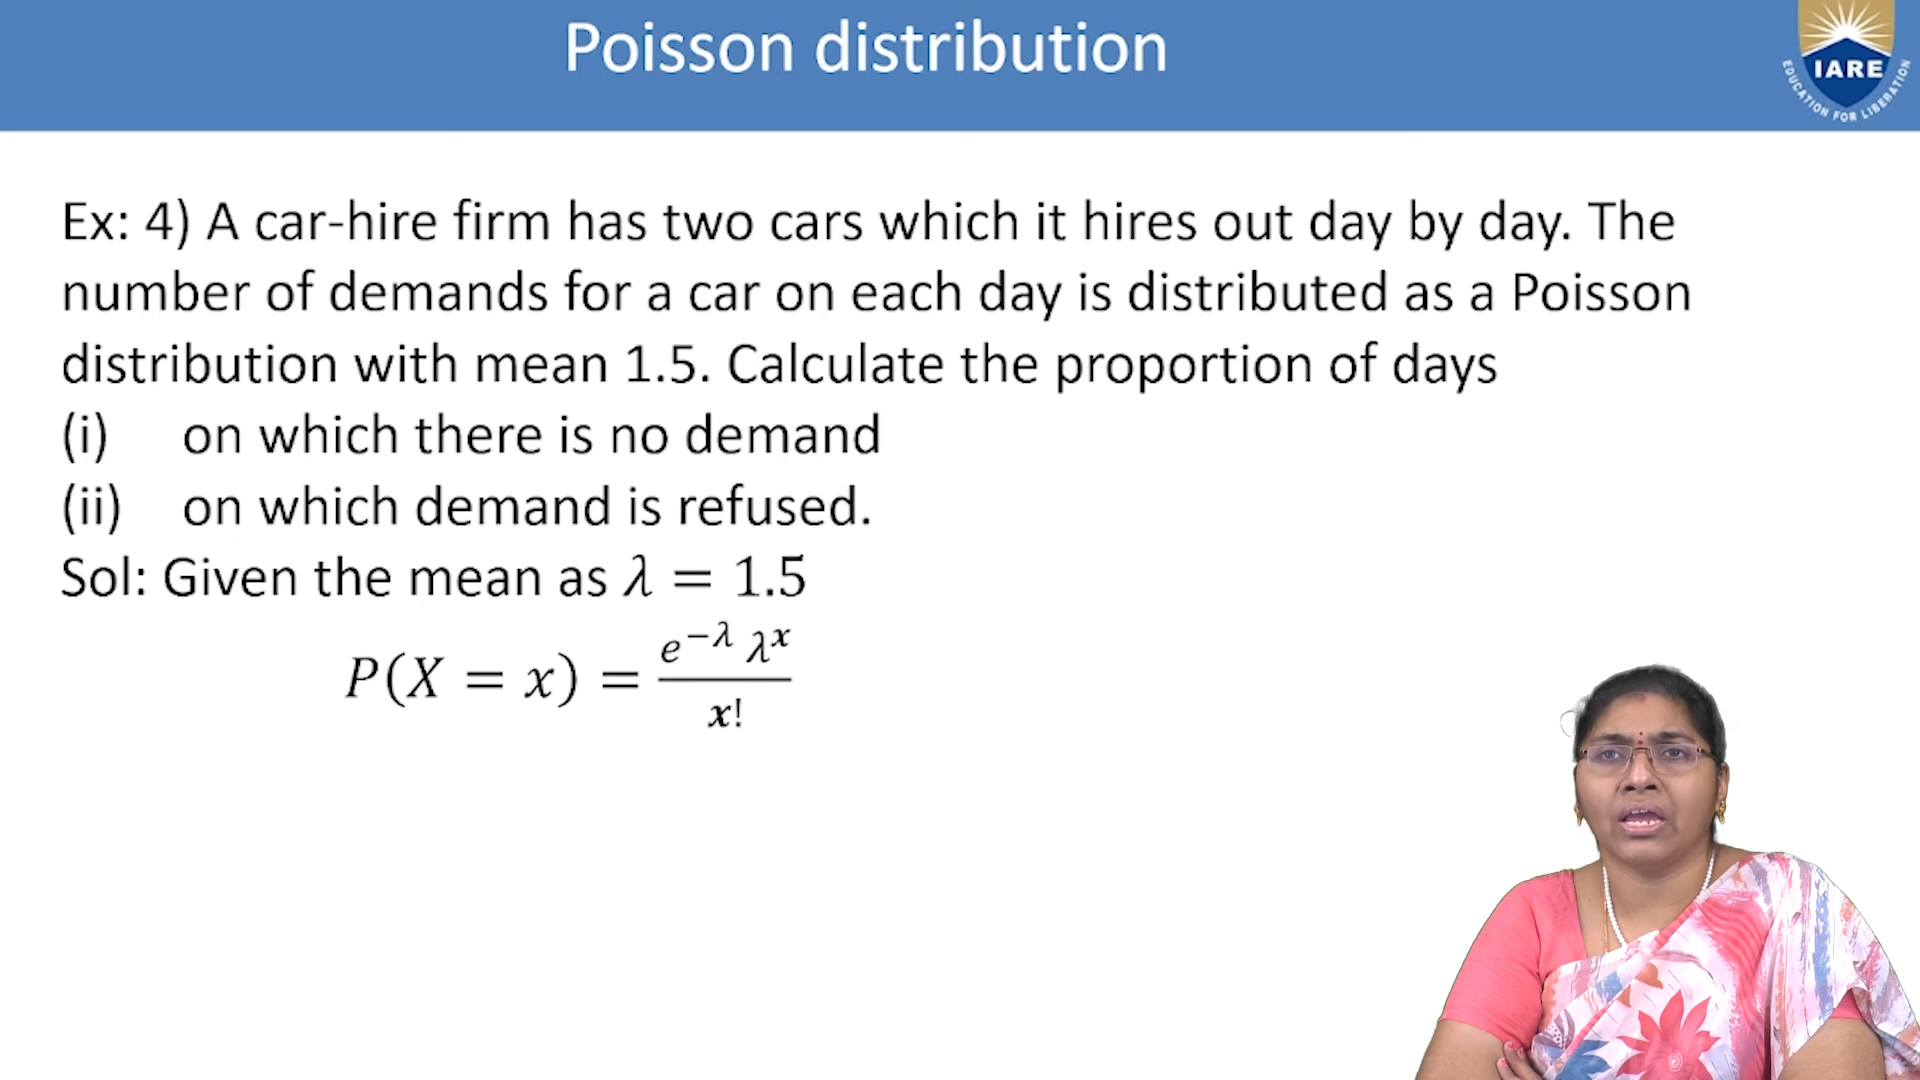 Poisson distribution
IARE
EDUCATION FOR LIBERATION
Ex: 4) A car-hire firm has two cars which it hires out day by day. The
number of demands for a car on each day is distributed as a Poisson
distribution with mean 1.5. Calculate the proportion of days
(i) on which there is no demand
(ii) on which demand is refused.
Sol: Given the mean as λ = 1.5
P(X = x) = \frac{e^{-λ} λ^x}{x!}